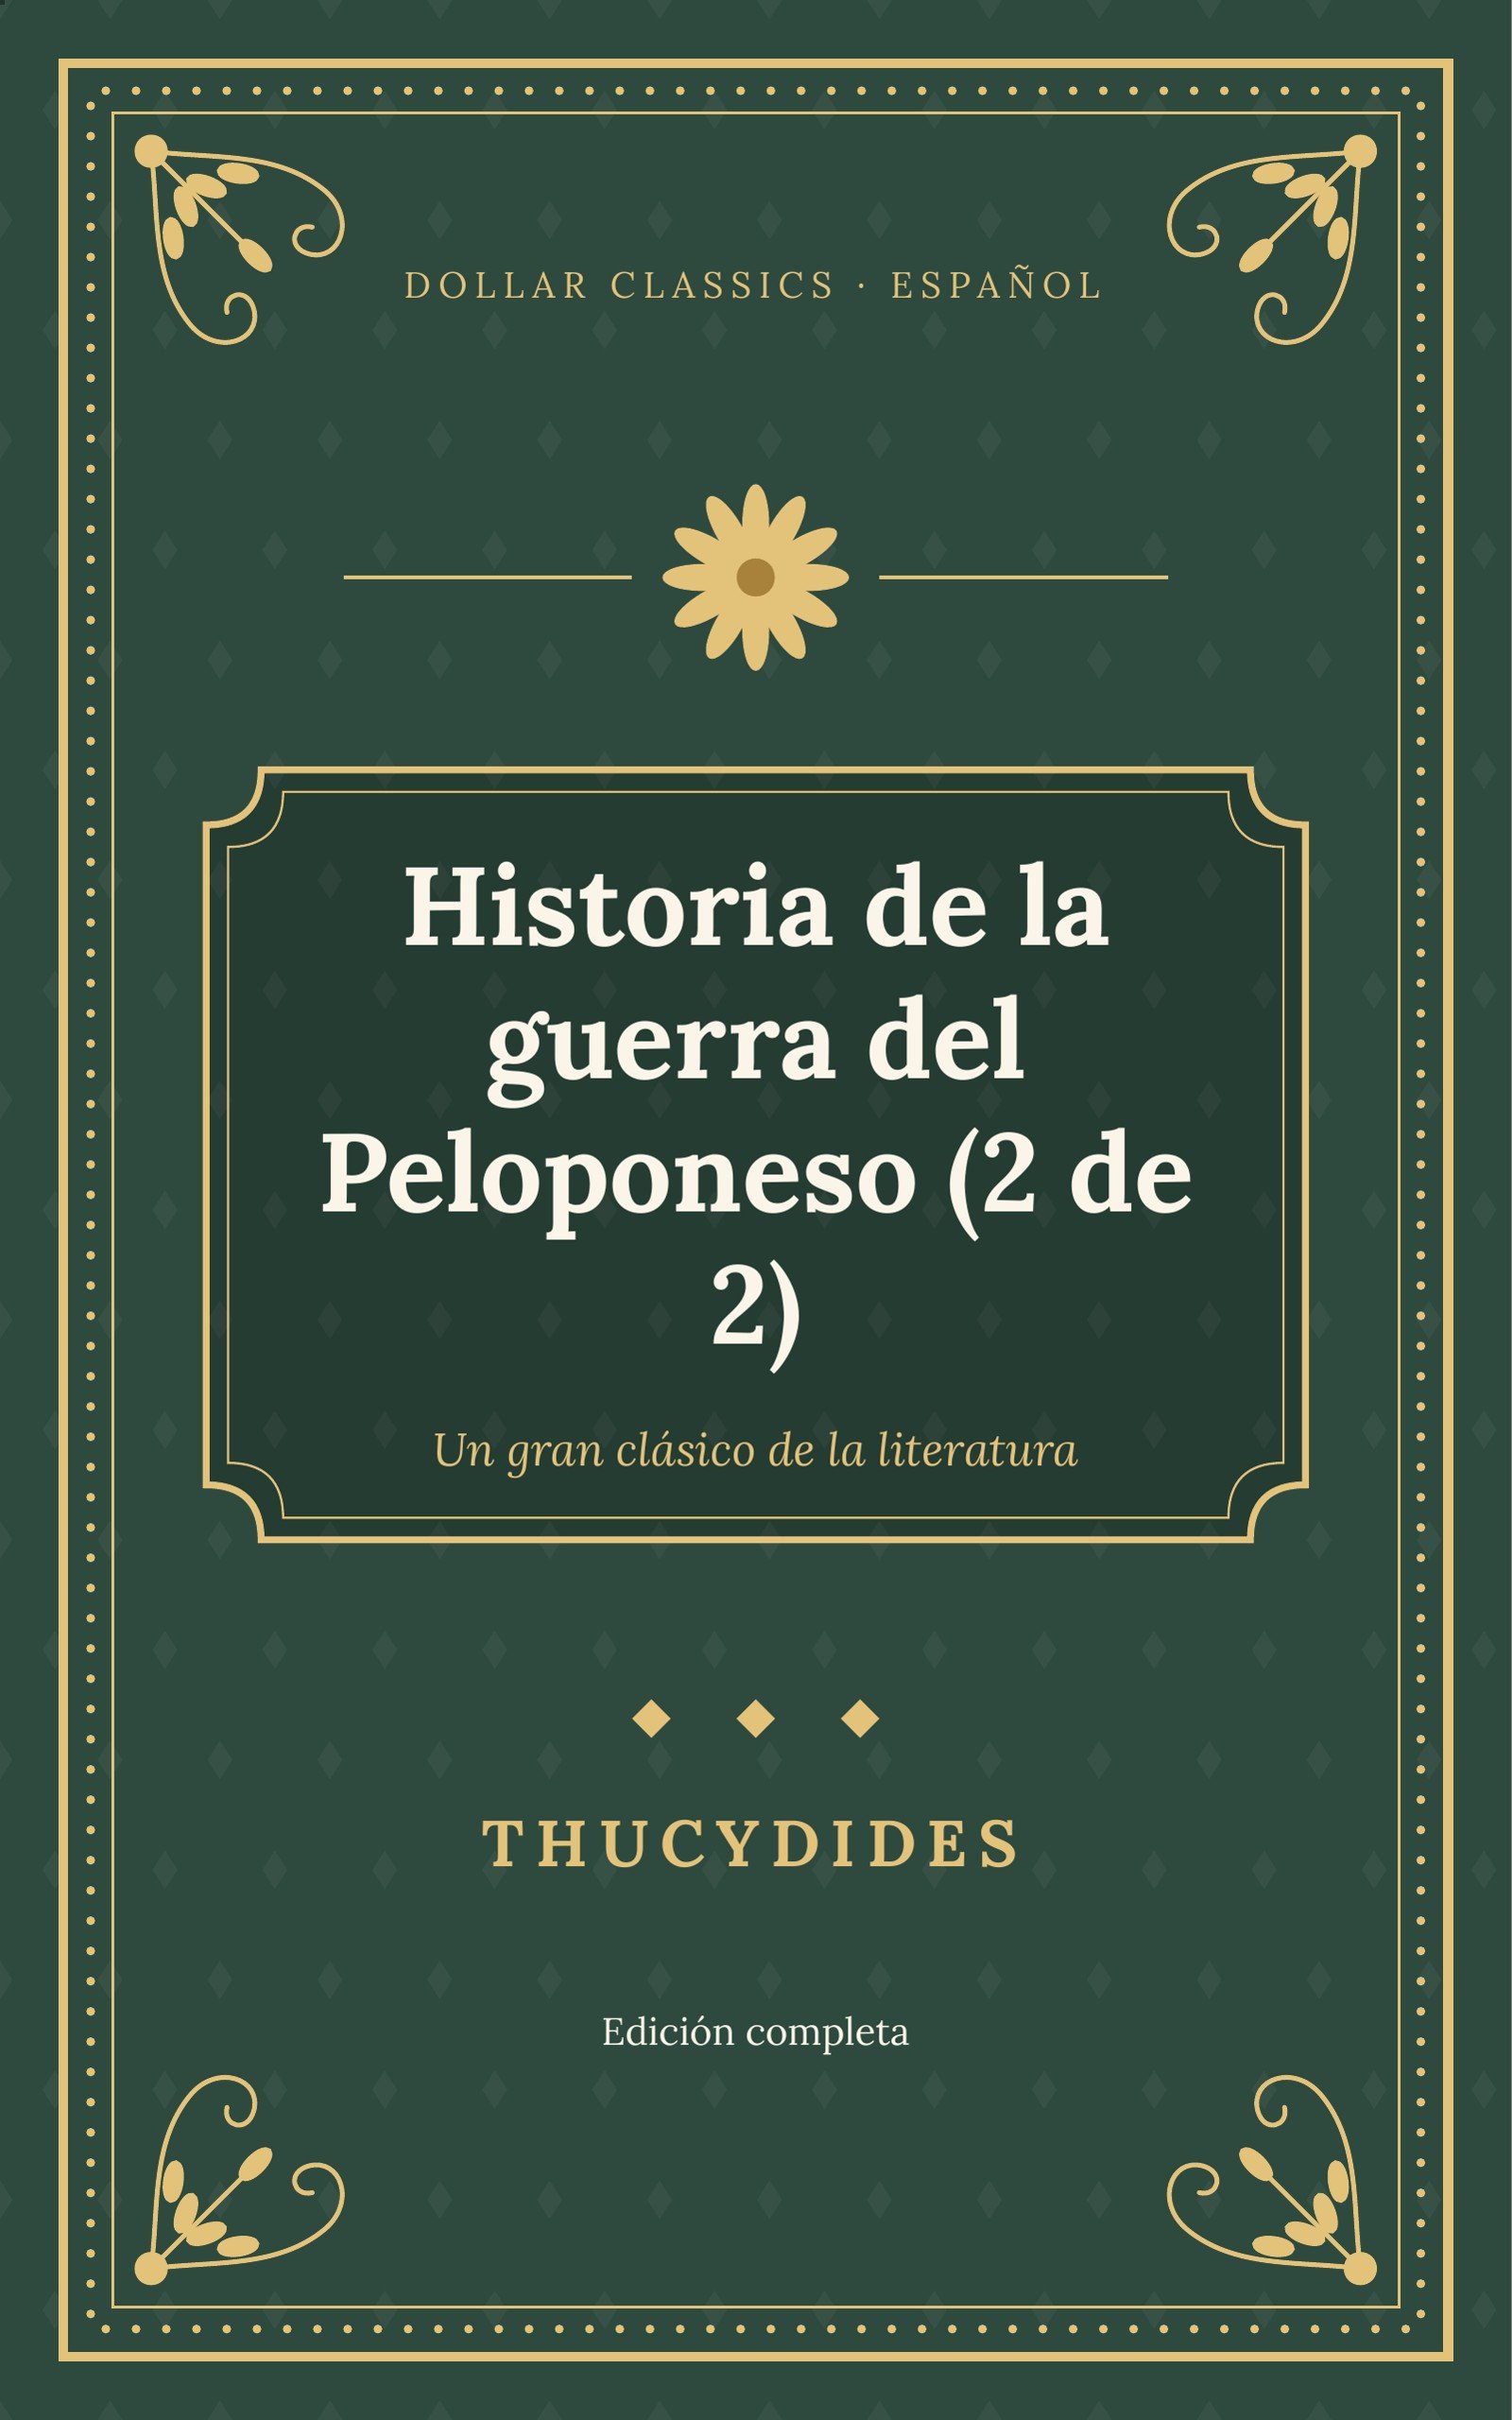 DOLLAR CLASSICS · ESPAÑOL
Historia de la
guerra del
Peloponeso (2 de
2)
Un gran clásico de la literatura
THUCYDIDES
Edición completa